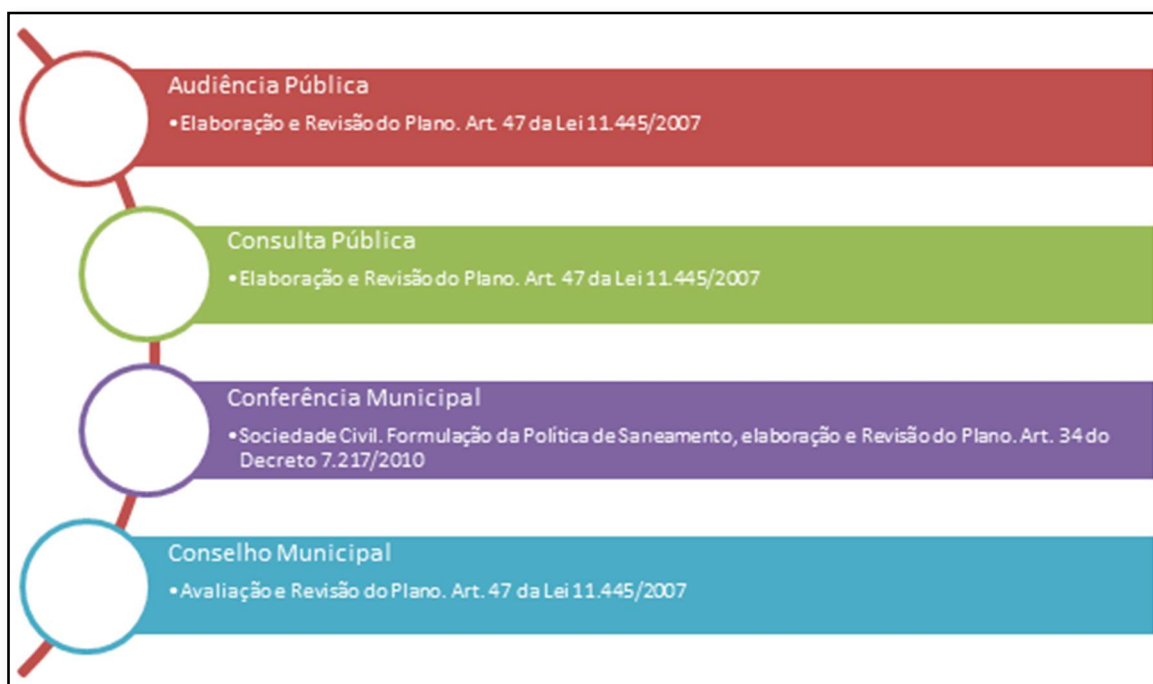 Audiência Pública
•Elaboração e Revisão do Plano. Art. 47 da Lei 11.445/2007
Consulta Pública
•Elaboração e Revisão do Plano. Art. 47 da Lei 11.445/2007
Conferência Municipal
•Sociedade Civil. Formulação da Política de Saneamento, elaboração e Revisão do Plano. Art. 34 do
Decreto 7.217/2010
Conselho Municipal
•Avaliação e Revisão do Plano. Art. 47 da Lei 11.445/2007